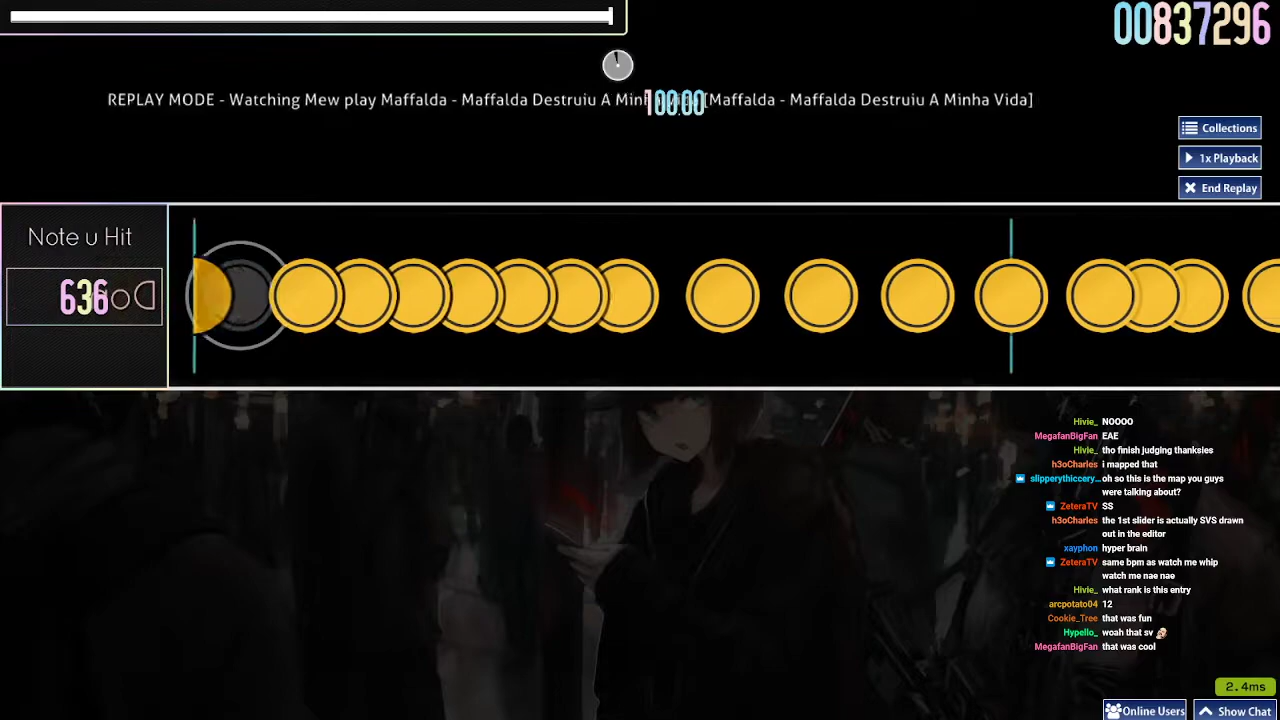 00837296
REPLAY MODE - Watching Mew play Maffalda - Maffalda Destruiu A Minha Vida [Maffalda - Maffalda Destruiu A Minha Vida]
100.00
Collections
1x Playback
End Replay
Note u Hit
636
Hivie_ NOOOO
MegafanBigFan EAE
Hivie_ tho finish judging thanksies
h3oCharles i mapped that
slipperythiccery... oh so this is the map you guys
were talking about?
ZeteraTV SS
h3oCharles the 1st slider is actually SVS drawn
out in the editor
xayphon hyper brain
ZeteraTV same bpm as watch me whip
watch me nae nae
Hivie_ what rank is this entry
arcpotato04 12
Cookie_Tree that was fun
Hypello_ woah that sv
MegafanBigFan that was cool
2.4ms
Online Users
Show Chat